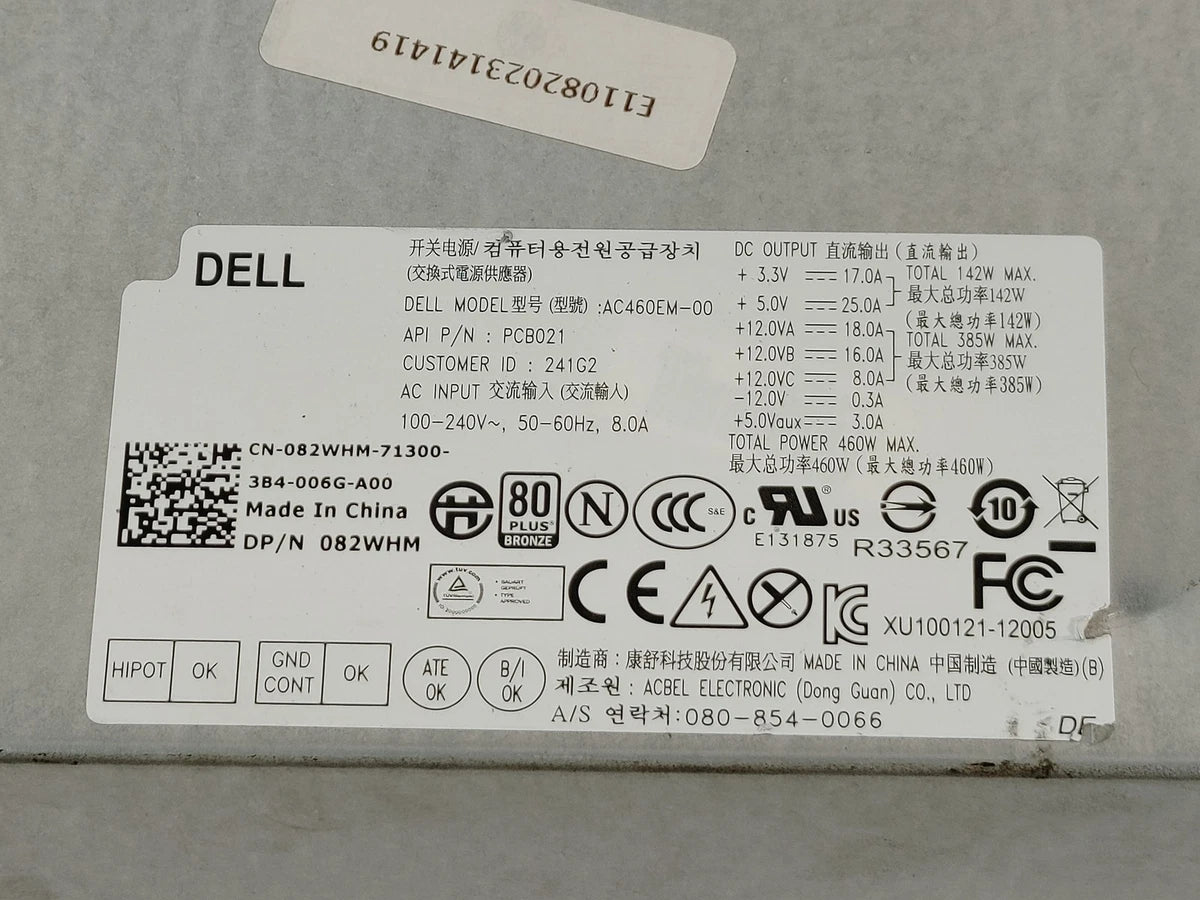 E11082023141419
DELL
开关电源/ 컴퓨터용전원공급장치
(交換式電源供應器)
DELL MODEL型号 (型號) :AC460EM-00
API P/N : PCB021
CUSTOMER ID : 241G2
AC INPUT 交流输入 (交流輸入)
100-240V~, 50-60Hz, 8.0A
DC OUTPUT 直流输出 (直流輸出)
+ 3.3V ⎓ 17.0A
+ 5.0V ⎓ 25.0A
TOTAL 142W MAX.
最大总功率142W
(最大總功率142W)
+12.0VA ⎓ 18.0A
+12.0VB ⎓ 16.0A
+12.0VC ⎓ 8.0A
TOTAL 385W MAX.
最大总功率385W
(最大總功率385W)
-12.0V ⎓ 0.3A
+5.0Vaux ⎓ 3.0A
TOTAL POWER 460W MAX.
最大总功率460W (最大總功率460W)
CN-082WHM-71300-
3B4-006G-A00
Made In China
DP/N 082WHM
80
PLUS®
BRONZE
N
CCC S&E
c RU® US
E131875
R33567
10
FCC
www.tuv.com
TÜVRheinland
BAUART
GEPRÜFT
TYPE
APPROVED
CE
XU100121-12005
HIPOT OK
GND
CONT OK
ATE
OK
B/I
OK
制造商 : 康舒科技股份有限公司 MADE IN CHINA 中国制造 (中國製造)(B)
제조원 : ACBEL ELECTRONIC (Dong Guan) CO., LTD
A/S 연락처:080-854-0066